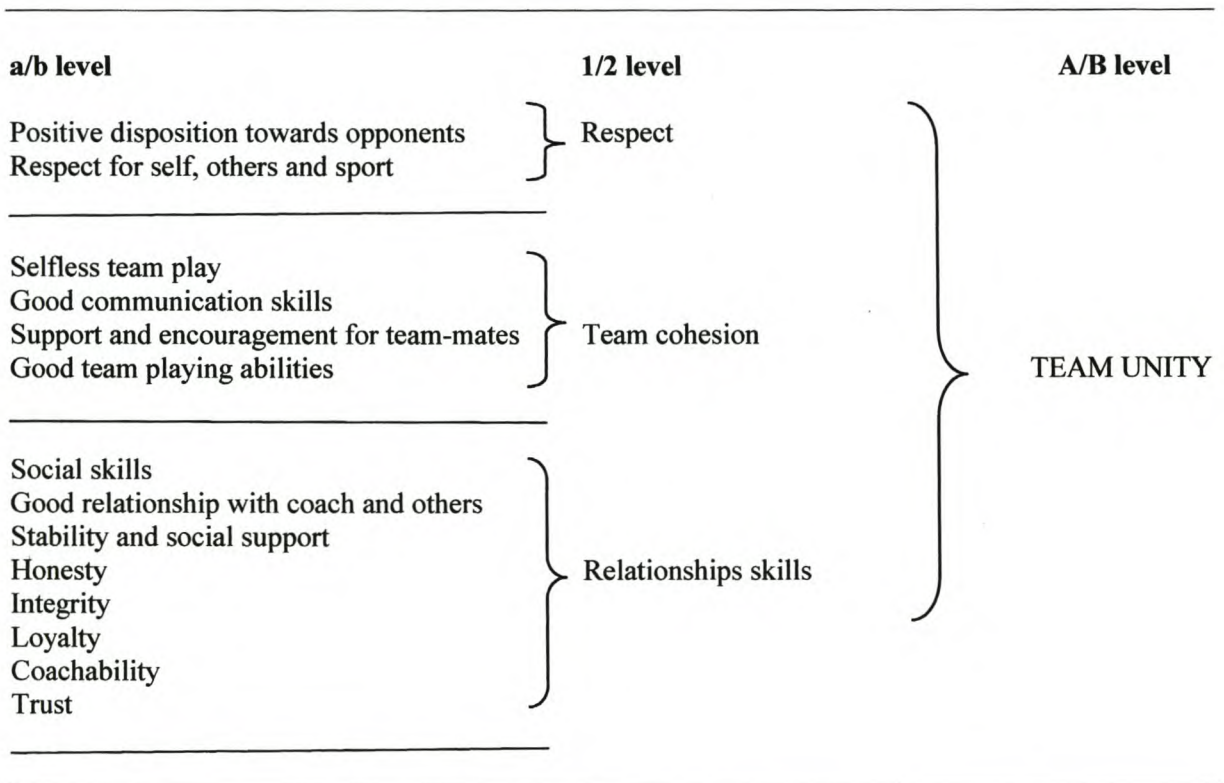 a/b level 1/2 level A/B level
Positive disposition towards opponents
Respect for self, others and sport
Respect
Selfless team play
Good communication skills
Support and encouragement for team-mates
Good team playing abilities
Team cohesion
Social skills
Good relationship with coach and others
Stability and social support
Honesty
Integrity
Loyalty
Coachability
Trust
Relationships skills
TEAM UNITY